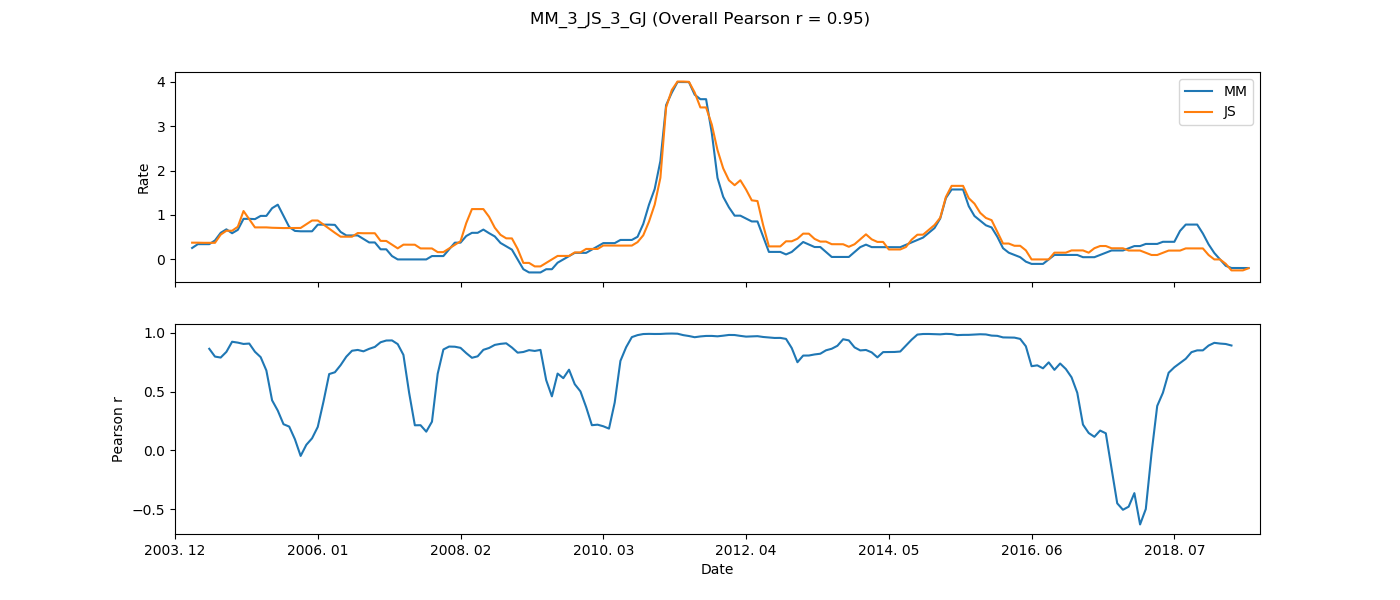 MM_3_JS_3_GJ (Overall Pearson r = 0.95)
4
3
2
1
0
Rate
MM
JS
1.0
0.5
0.0
−0.5
Pearson r
2003. 12
2006. 01
2008. 02
2010. 03
2012. 04
2014. 05
2016. 06
2018. 07
Date